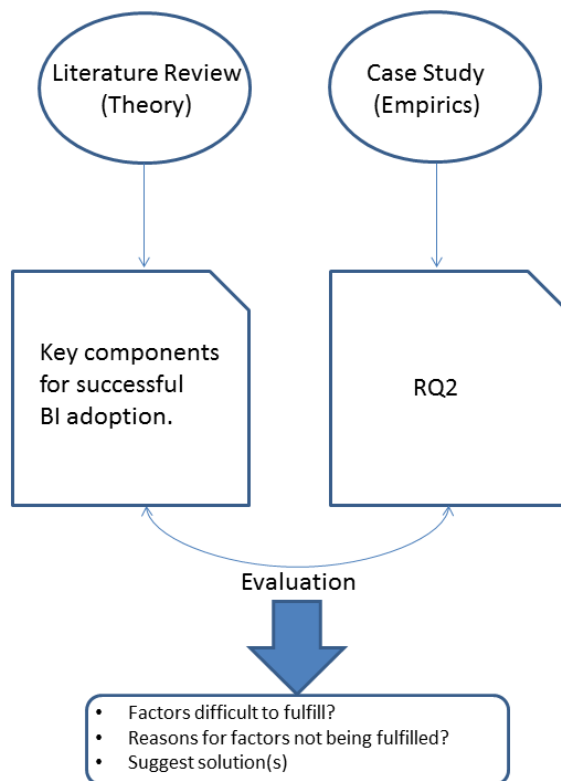 Literature Review
(Theory)
Case Study
(Empirics)
Key components
for successful
BI adoption.
RQ2
Evaluation
• Factors difficult to fulfill?
• Reasons for factors not being fulfilled?
• Suggest solution(s)